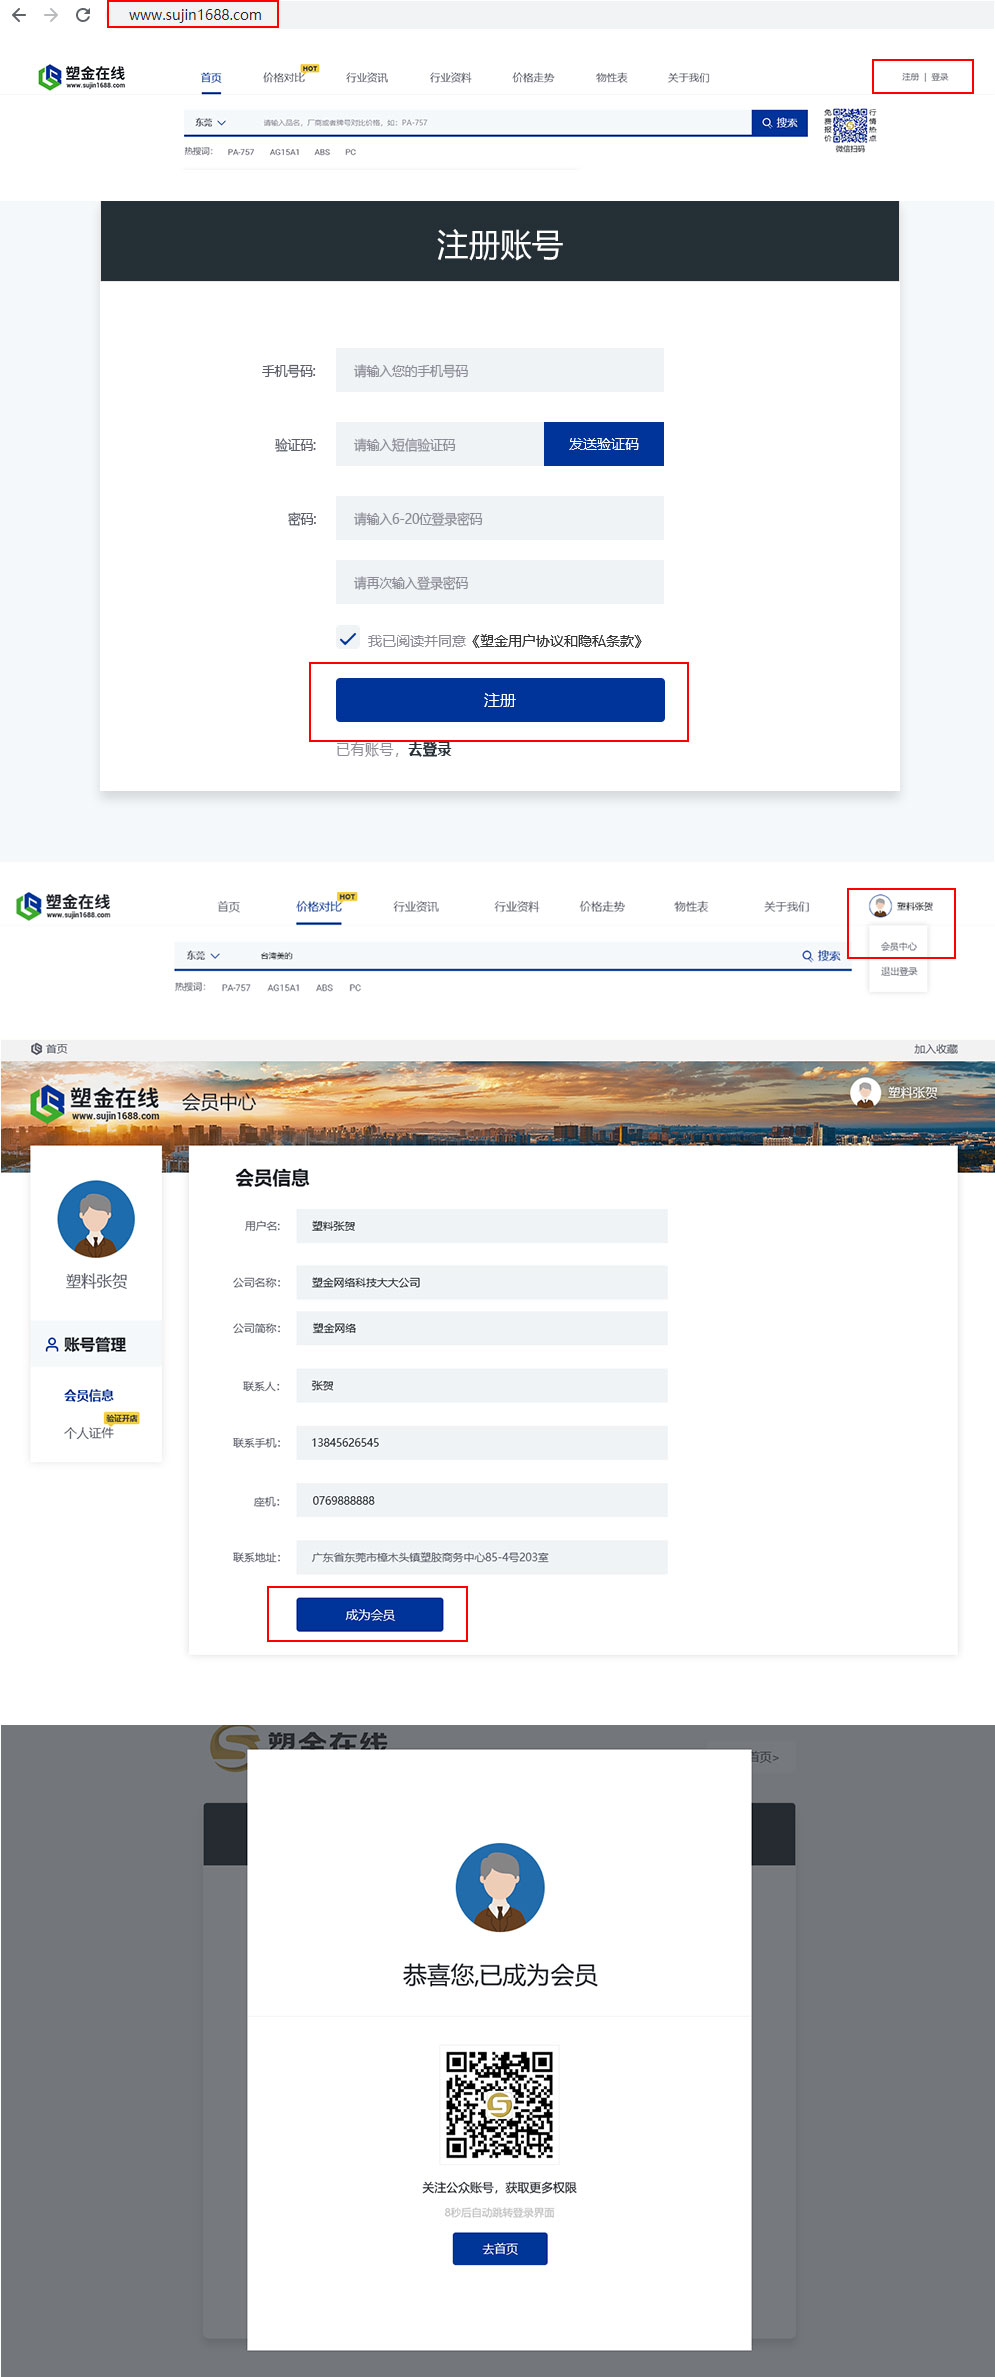 www.sujin1688.com
塑金在线
www.sujin1688.com
首页 价格对比 HOT 行业资讯 行业资料 价格走势 物性表 关于我们
注册 | 登录
东莞 请输入品名，厂商或者牌号对比价格，如：PA-757 搜索
热搜词： PA-757 AG15A1 ABS PC
免费报价
行情热点
微信扫码
注册账号
手机号码: 请输入您的手机号码
验证码: 请输入短信验证码 发送验证码
密码: 请输入6-20位登录密码
请再次输入登录密码
我已阅读并同意《塑金用户协议和隐私条款》
注册
已有账号，去登录
塑金在线
www.sujin1688.com
首页 价格对比 HOT 行业资讯 行业资料 价格走势 物性表 关于我们
塑料张贺
会员中心
退出登录
东莞 台湾美的 搜索
热搜词： PA-757 AG15A1 ABS PC
首页 加入收藏
塑金在线
www.sujin1688.com
会员中心
塑料张贺
塑料张贺
账号管理
会员信息
验证开店
个人证件
会员信息
用户名: 塑料张贺
公司名称: 塑金网络科技大大公司
公司简称: 塑金网络
联系人: 张贺
联系手机: 13845626545
座机: 0769888888
联系地址: 广东省东莞市樟木头镇塑胶商务中心85-4号203室
成为会员
塑金在线
首页>
恭喜您,已成为会员
关注公众账号，获取更多权限
8秒后自动跳转登录界面
去首页